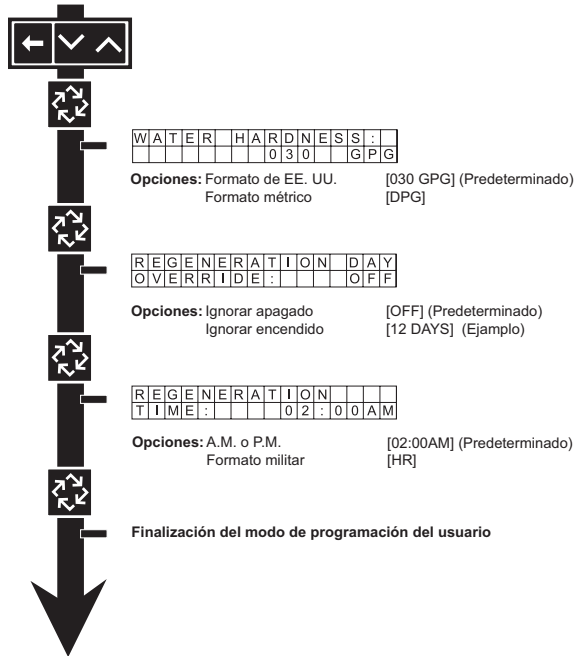 WATER HARDNESS:
030 GPG
Opciones: Formato de EE. UU. [030 GPG] (Predeterminado)
Formato métrico [DPG]
REGENERATION DAY
OVERRIDE: OFF
Opciones: Ignorar apagado [OFF] (Predeterminado)
Ignorar encendido [12 DAYS] (Ejamplo)
REGENERATION
TIME: 02:00AM
Opciones: A.M. o P.M. [02:00AM] (Predeterminado)
Formato militar [HR]
Finalización del modo de programación del usuario